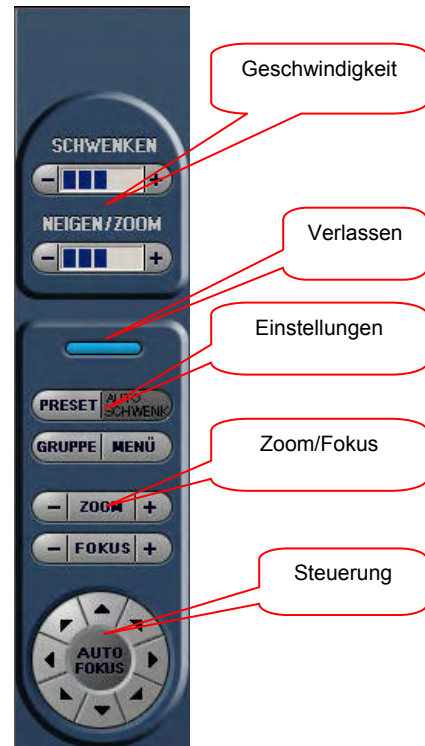 Geschwindigkeit
SCHWENKEN
- +
NEIGEN/ZOOM
- +
Verlassen
Einstellungen
PRESET AUTO SCHWENK
GRUPPE MENÜ
Zoom/Fokus
- ZOOM +
- FOKUS +
Steuerung
AUTO
FOKUS